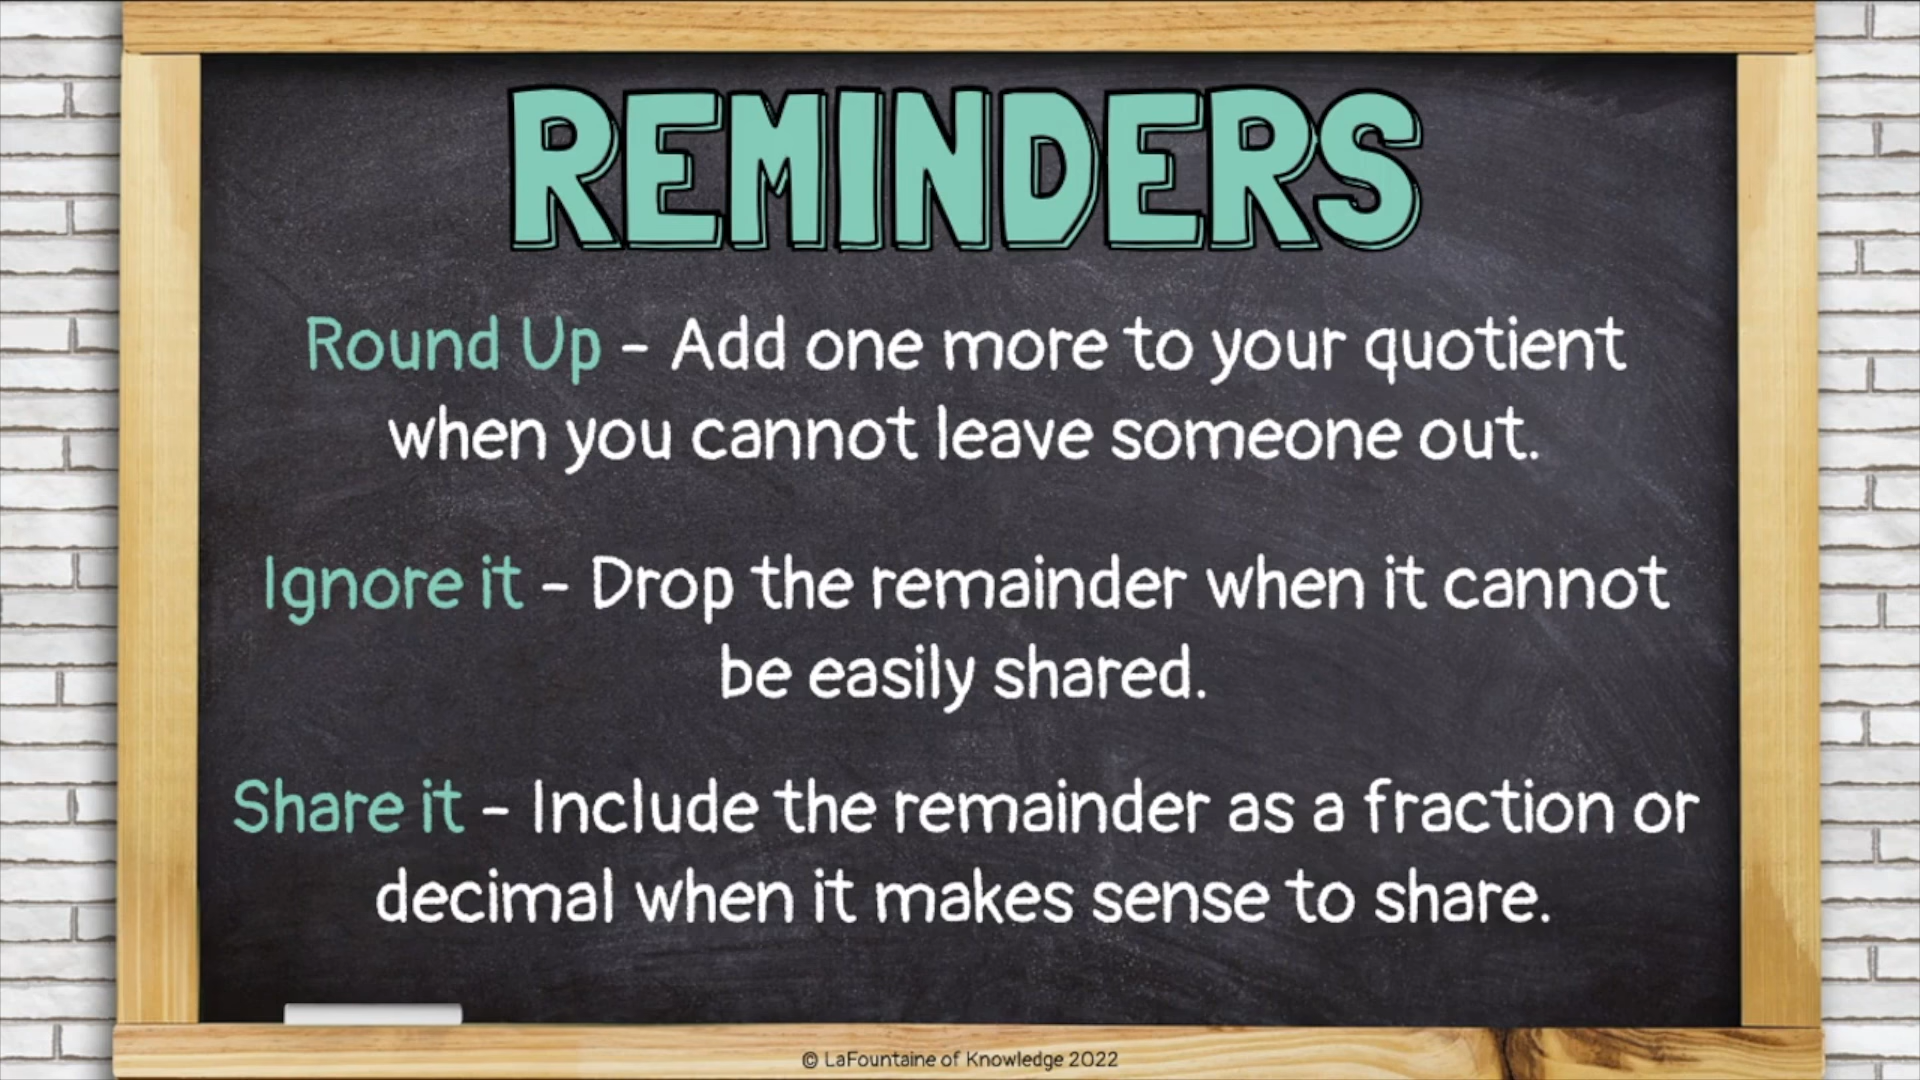 REMINDERS
Round Up - Add one more to your quotient
when you cannot leave someone out.
Ignore it - Drop the remainder when it cannot
be easily shared.
Share it - Include the remainder as a fraction or
decimal when it makes sense to share.
© LaFountaine of Knowledge 2022